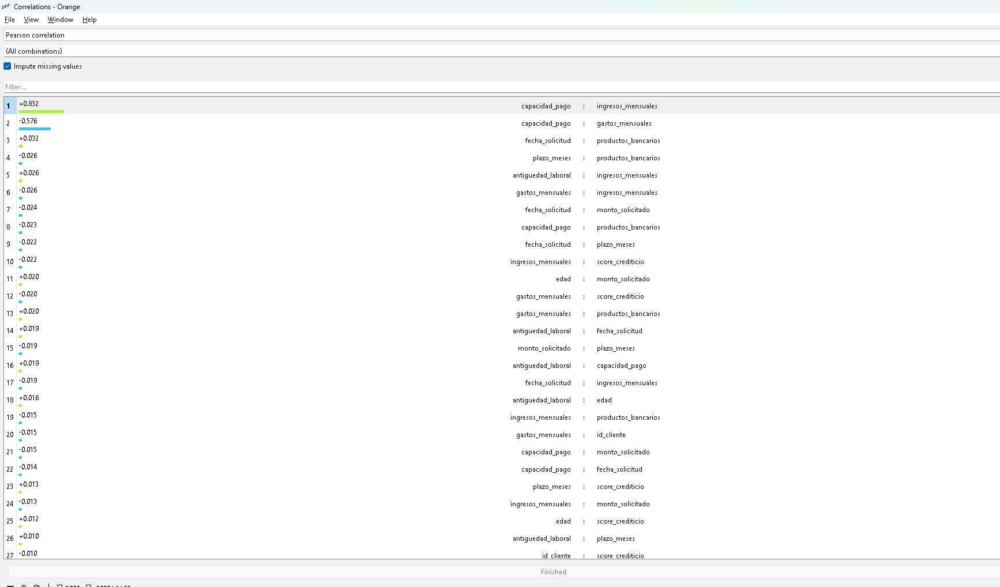 Correlations - Orange
File View Window Help
Pearson correlation
(All combinations)
Impute missing values
Filter ...
1 +0.832 capacidad_pago : ingresos_mensuales
2 -0.576 capacidad_pago : gastos_mensuales
3 +0.032 fecha_solicitud : productos_bancarios
4 -0.026 plazo_meses : productos_bancarios
5 +0.026 antiguedad_laboral : ingresos_mensuales
6 -0.026 gastos_mensuales : ingresos_mensuales
7 -0.024 fecha_solicitud : monto_solicitado
8 -0.023 capacidad_pago : productos_bancarios
9 -0.022 fecha_solicitud : plazo_meses
10 -0.022 ingresos_mensuales : score_crediticio
11 +0.020 edad : monto_solicitado
12 -0.020 gastos_mensuales : score_crediticio
13 +0.020 gastos_mensuales : productos_bancarios
14 +0.019 antiguedad_laboral : fecha_solicitud
15 -0.019 monto_solicitado : plazo_meses
16 +0.019 antiguedad_laboral : capacidad_pago
17 -0.019 fecha_solicitud : ingresos_mensuales
18 +0.016 antiguedad_laboral : edad
19 -0.015 ingresos_mensuales : productos_bancarios
20 -0.015 gastos_mensuales : id_cliente
21 -0.015 capacidad_pago : monto_solicitado
22 -0.014 capacidad_pago : fecha_solicitud
23 +0.013 plazo_meses : score_crediticio
24 -0.013 ingresos_mensuales : monto_solicitado
25 +0.012 edad : score_crediticio
26 +0.010 antiguedad_laboral : plazo_meses
27 -0.010 id_cliente : score_crediticio
Finished